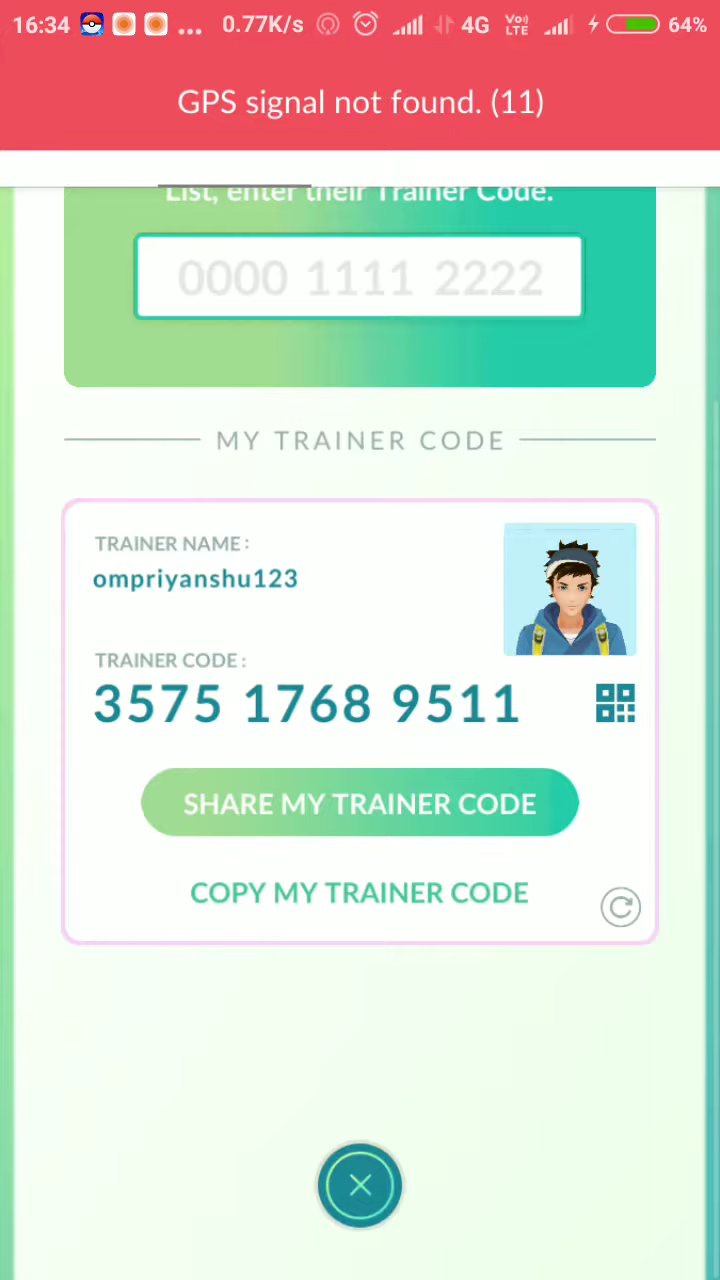 16:34 ... 0.77K/s 4G Vo)) LTE 64%
GPS signal not found. (11)
List, enter their Trainer Code.
0000 1111 2222
MY TRAINER CODE
TRAINER NAME :
ompriyanshu123
TRAINER CODE :
3575 1768 9511
SHARE MY TRAINER CODE
COPY MY TRAINER CODE